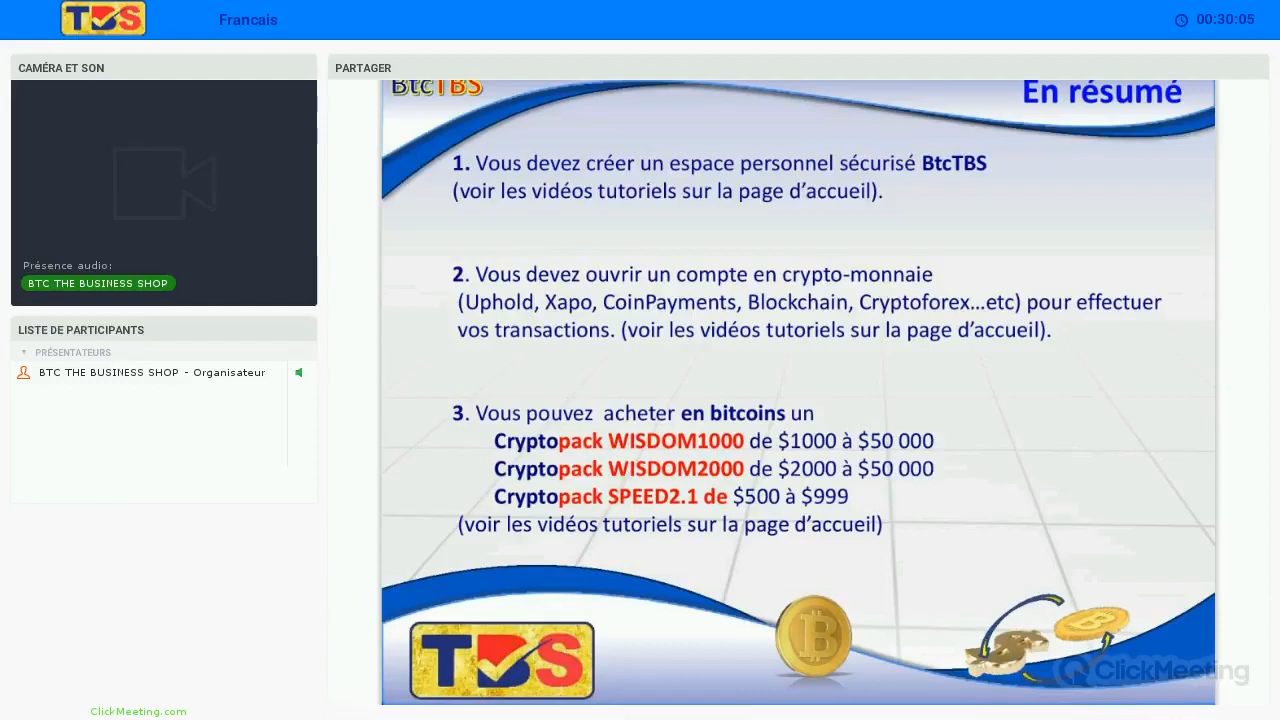 TBS
Francais
00:30:05
CAMÉRA ET SON
Présence audio:
BTC THE BUSINESS SHOP
LISTE DE PARTICIPANTS
PRÉSENTATEURS
BTC THE BUSINESS SHOP - Organisateur
PARTAGER
BtcTBS
En résumé
1. Vous devez créer un espace personnel sécurisé BtcTBS
(voir les vidéos tutoriels sur la page d’accueil).
2. Vous devez ouvrir un compte en crypto-monnaie
(Uphold, Xapo, CoinPayments, Blockchain, Cryptoforex...etc) pour effectuer
vos transactions. (voir les vidéos tutoriels sur la page d’accueil).
3. Vous pouvez acheter en bitcoins un
Cryptopack WISDOM1000 de $1000 à $50 000
Cryptopack WISDOM2000 de $2000 à $50 000
Cryptopack SPEED2.1 de $500 à $999
(voir les vidéos tutoriels sur la page d’accueil)
TBS
ClickMeeting
ClickMeeting.com